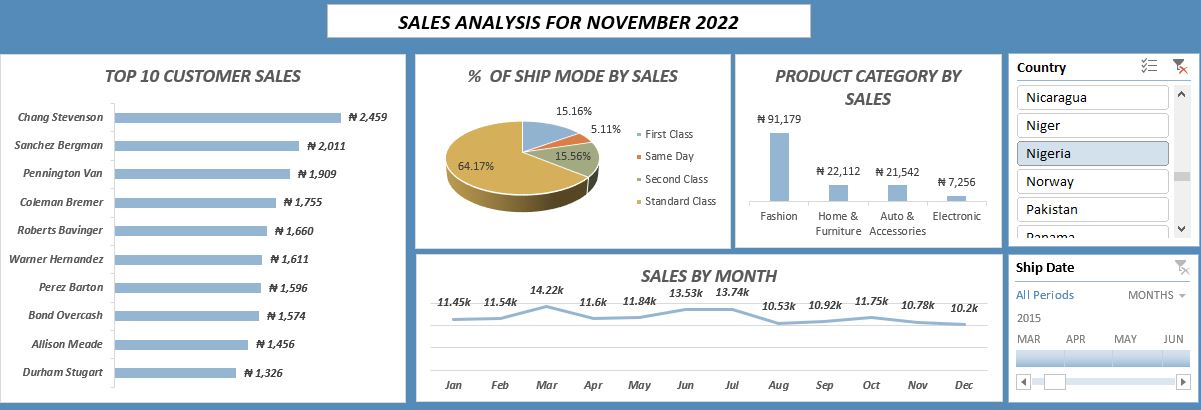 SALES ANALYSIS FOR NOVEMBER 2022
TOP 10 CUSTOMER SALES
Chang Stevenson ₦ 2,459
Sanchez Bergman ₦ 2,011
Pennington Van ₦ 1,909
Coleman Bremer ₦ 1,755
Roberts Bavinger ₦ 1,660
Warner Hernandez ₦ 1,611
Perez Barton ₦ 1,596
Bond Overcash ₦ 1,574
Allison Meade ₦ 1,456
Durham Stugart ₦ 1,326
% OF SHIP MODE BY SALES
15.16%
5.11%
15.56%
64.17%
First Class
Same Day
Second Class
Standard Class
PRODUCT CATEGORY BY
SALES
₦ 91,179
₦ 22,112 ₦ 21,542
₦ 7,256
Fashion Home & Auto & Electronic
Furniture Accessories
SALES BY MONTH
11.45k 11.54k 14.22k 11.6k 11.84k 13.53k 13.74k 10.53k 10.92k 11.75k 10.78k 10.2k
Jan Feb Mar Apr May Jun Jul Aug Sep Oct Nov Dec
Country
Nicaragua
Niger
Nigeria
Norway
Pakistan
Panama
Ship Date
All Periods MONTHS
2015
MAR APR MAY JUN